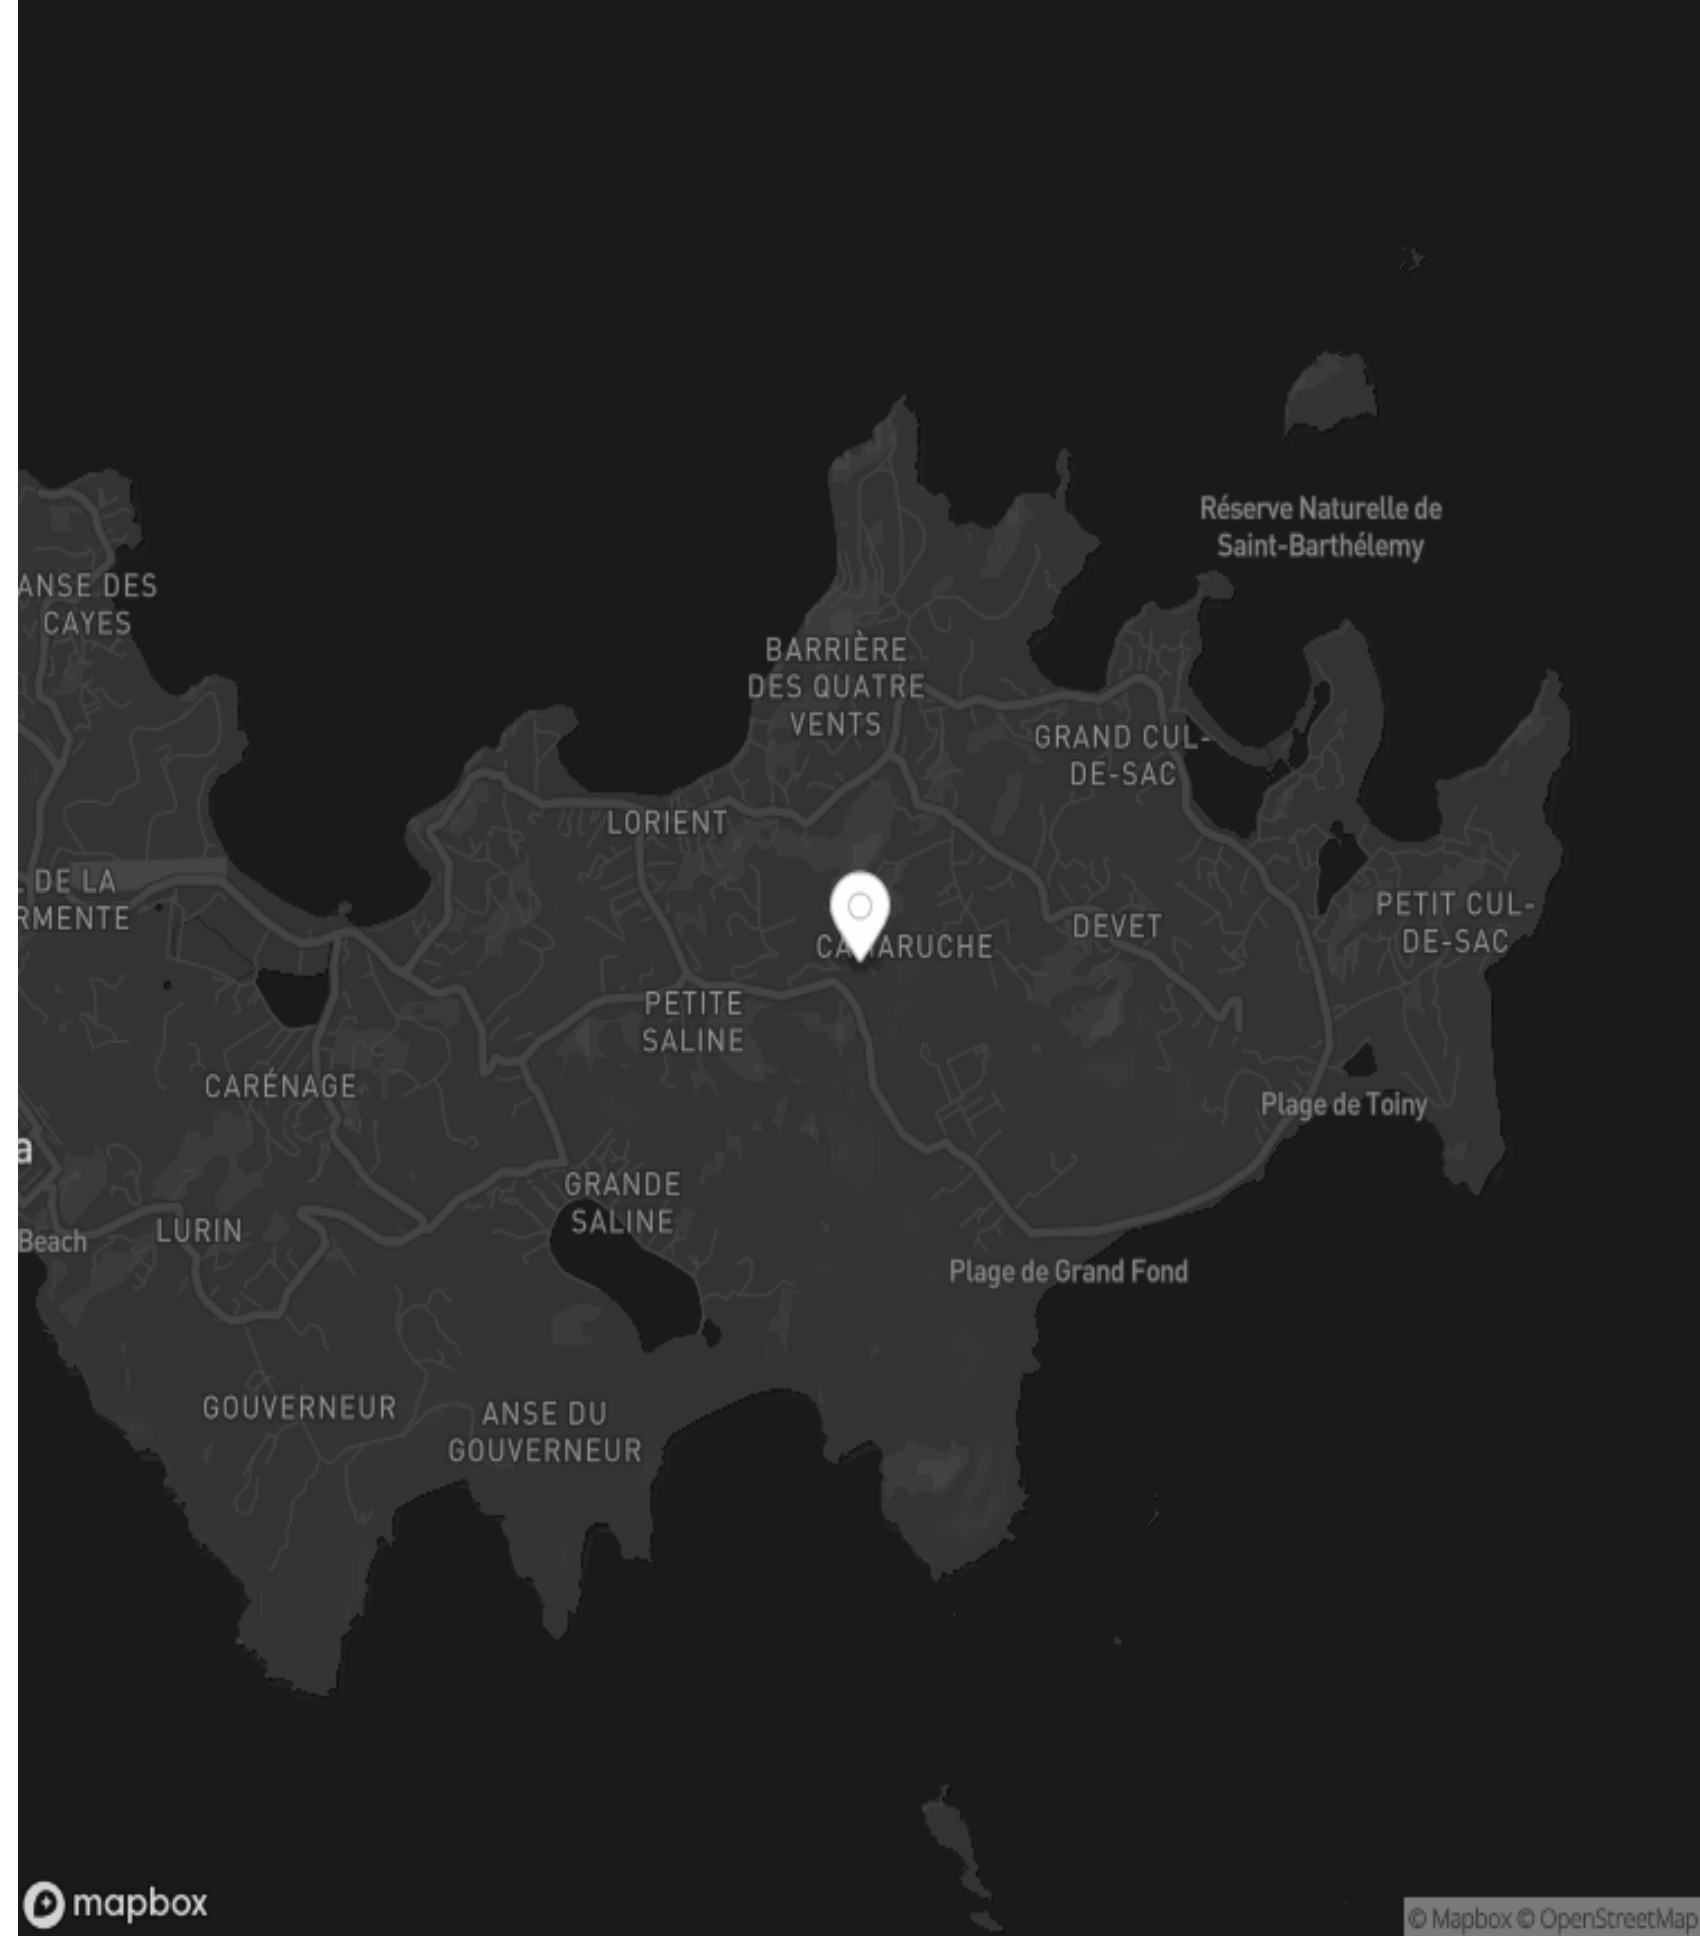 Réserve Naturelle de
Saint-Barthélemy
ANSE DES
CAYES
BARRIÈRE
DES QUATRE
VENTS
GRAND CUL-
DE-SAC
LORIENT
DE LA
RMENTE
PETIT CUL-
DE-SAC
DEVET
PETITE
SALINE
CARÉNAGE
Plage de Toiny
a
GRANDE
SALINE
LURIN
Beach
Plage de Grand Fond
GOUVERNEUR
ANSE DU
GOUVERNEUR
mapbox
© Mapbox © OpenStreetMap